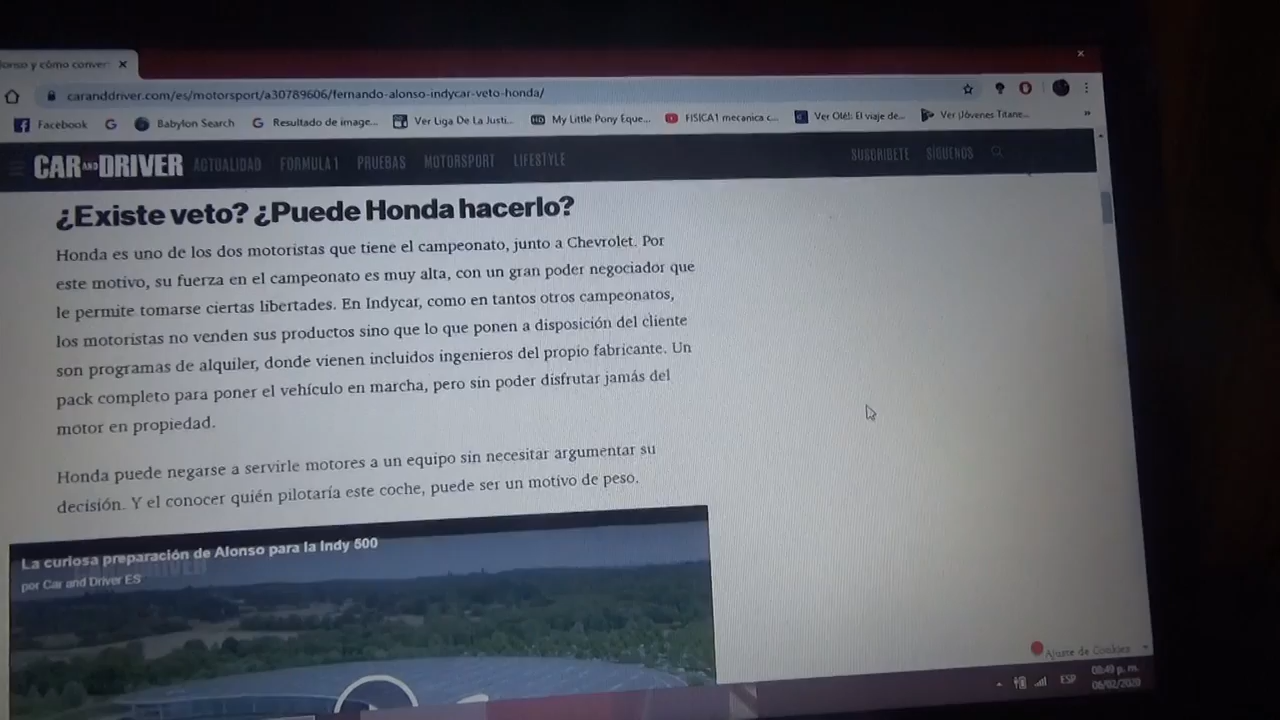 lonso y cómo conver
caranddriver.com/es/motorsport/a30789606/fernando-alonso-indycar-veto-honda/
Facebook Babylon Search Resultado de image... Ver Liga De La Justi... My Little Pony Eque... FISICA1 mecanica c... Ver Olé!: El viaje de... Ver ¡Jóvenes Titane... »
CAR AND DRIVER ACTUALIDAD FORMULA 1 PRUEBAS MOTORSPORT LIFESTYLE SUSCRÍBETE SÍGUENOS
¿Existe veto? ¿Puede Honda hacerlo?
Honda es uno de los dos motoristas que tiene el campeonato, junto a Chevrolet. Por
este motivo, su fuerza en el campeonato es muy alta, con un gran poder negociador que
le permite tomarse ciertas libertades. En Indycar, como en tantos otros campeonatos,
los motoristas no venden sus productos sino que lo que ponen a disposición del cliente
son programas de alquiler, donde vienen incluidos ingenieros del propio fabricante. Un
pack completo para poner el vehículo en marcha, pero sin poder disfrutar jamás del
motor en propiedad.
Honda puede negarse a servirle motores a un equipo sin necesitar argumentar su
decisión. Y el conocer quién pilotaría este coche, puede ser un motivo de peso.
La curiosa preparación de Alonso para la Indy 500
por Car and Driver ES
Ajuste de Cookies
ESP
08:49 p. m.
06/02/2020